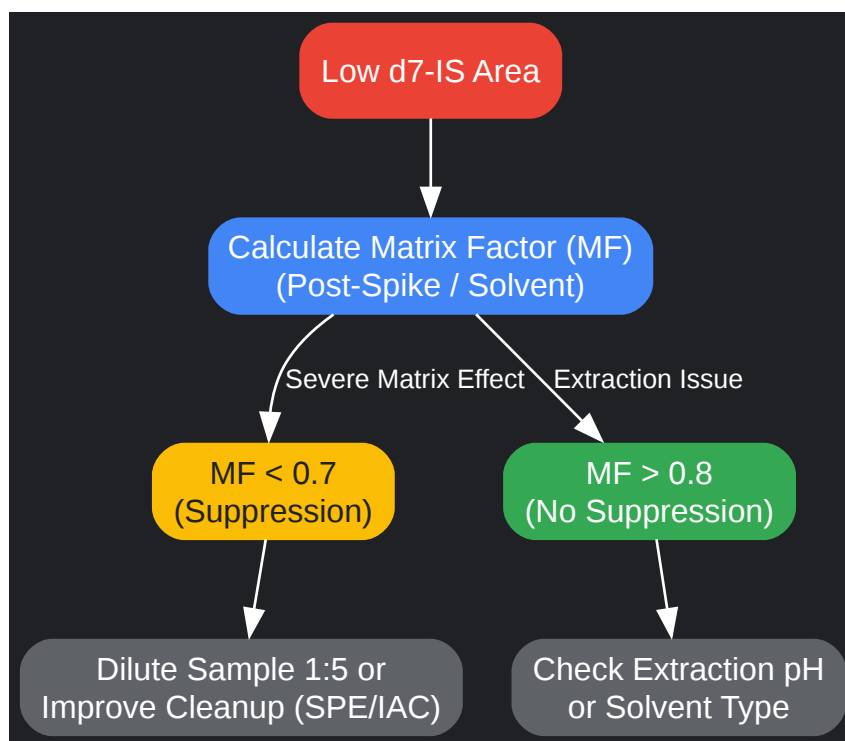 Low d7-IS Area
Calculate Matrix Factor (MF)
(Post-Spike / Solvent)
Severe Matrix Effect
Extraction Issue
MF < 0.7
(Suppression)
MF > 0.8
(No Suppression)
Dilute Sample 1:5 or
Improve Cleanup (SPE/IAC)
Check Extraction pH
or Solvent Type